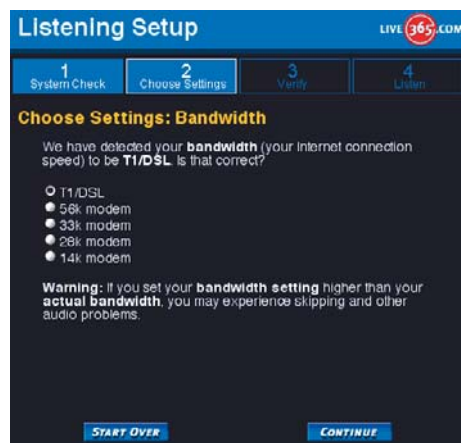 Listening Setup
LIVE 365.COM
1
System Check
2
Choose Settings
3
Verify
4
Listen
Choose Settings: Bandwidth
We have detected your bandwidth (your Internet connection
speed) to be T1/DSL. Is that correct?
T1/DSL
56k modem
33k modem
28k modem
14k modem
Warning: If you set your bandwidth setting higher than your
actual bandwidth, you may experience skipping and other
audio problems.
START OVER
CONTINUE